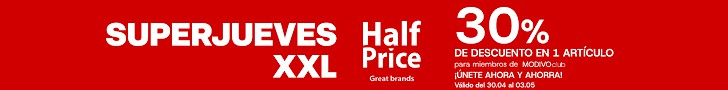 SUPERJUEVES
XXL
Half
Price
Great brands
30%
DE DESCUENTO EN 1 ARTÍCULO
para miembros de MODIVOclub
¡ÚNETE AHORA Y AHORRA!
Válido del 30.04 al 03.05